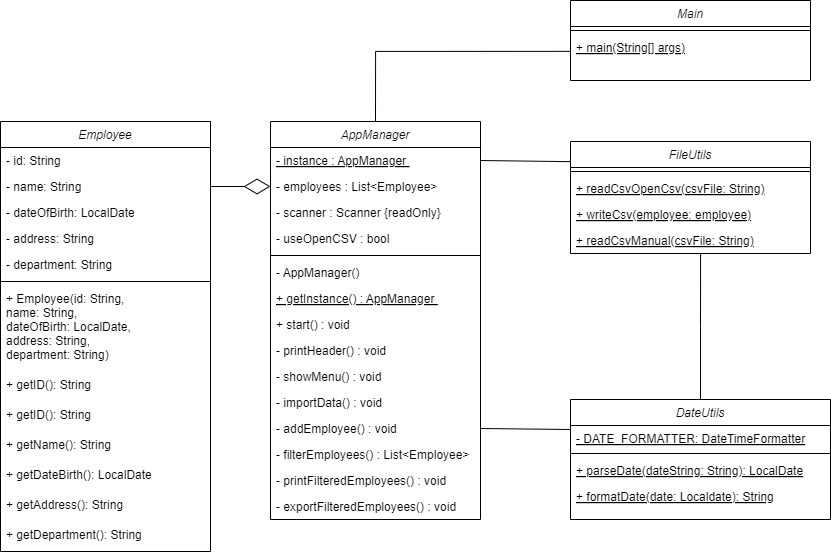 Main
+ main(String[] args)
Employee
- id: String
- name: String
- dateOfBirth: LocalDate
- address: String
- department: String
+ Employee(id: String,
name: String,
dateOfBirth: LocalDate,
address: String,
department: String)
+ getID(): String
+ getID(): String
+ getName(): String
+ getDateBirth(): LocalDate
+ getAddress(): String
+ getDepartment(): String
AppManager
- instance : AppManager
- employees : List<Employee>
- scanner : Scanner {readOnly}
- useOpenCSV : bool
- AppManager()
+ getInstance() : AppManager
+ start() : void
- printHeader() : void
- showMenu() : void
- importData() : void
- addEmployee() : void
- filterEmployees() : List<Employee>
- printFilteredEmployees() : void
- exportFilteredEmployees() : void
FileUtils
+ readCsvOpenCsv(csvFile: String)
+ writeCsv(employee: employee)
+ readCsvManual(csvFile: String)
DateUtils
- DATE_FORMATTER: DateTimeFormatter
+ parseDate(dateString: String): LocalDate
+ formatDate(date: Localdate): String